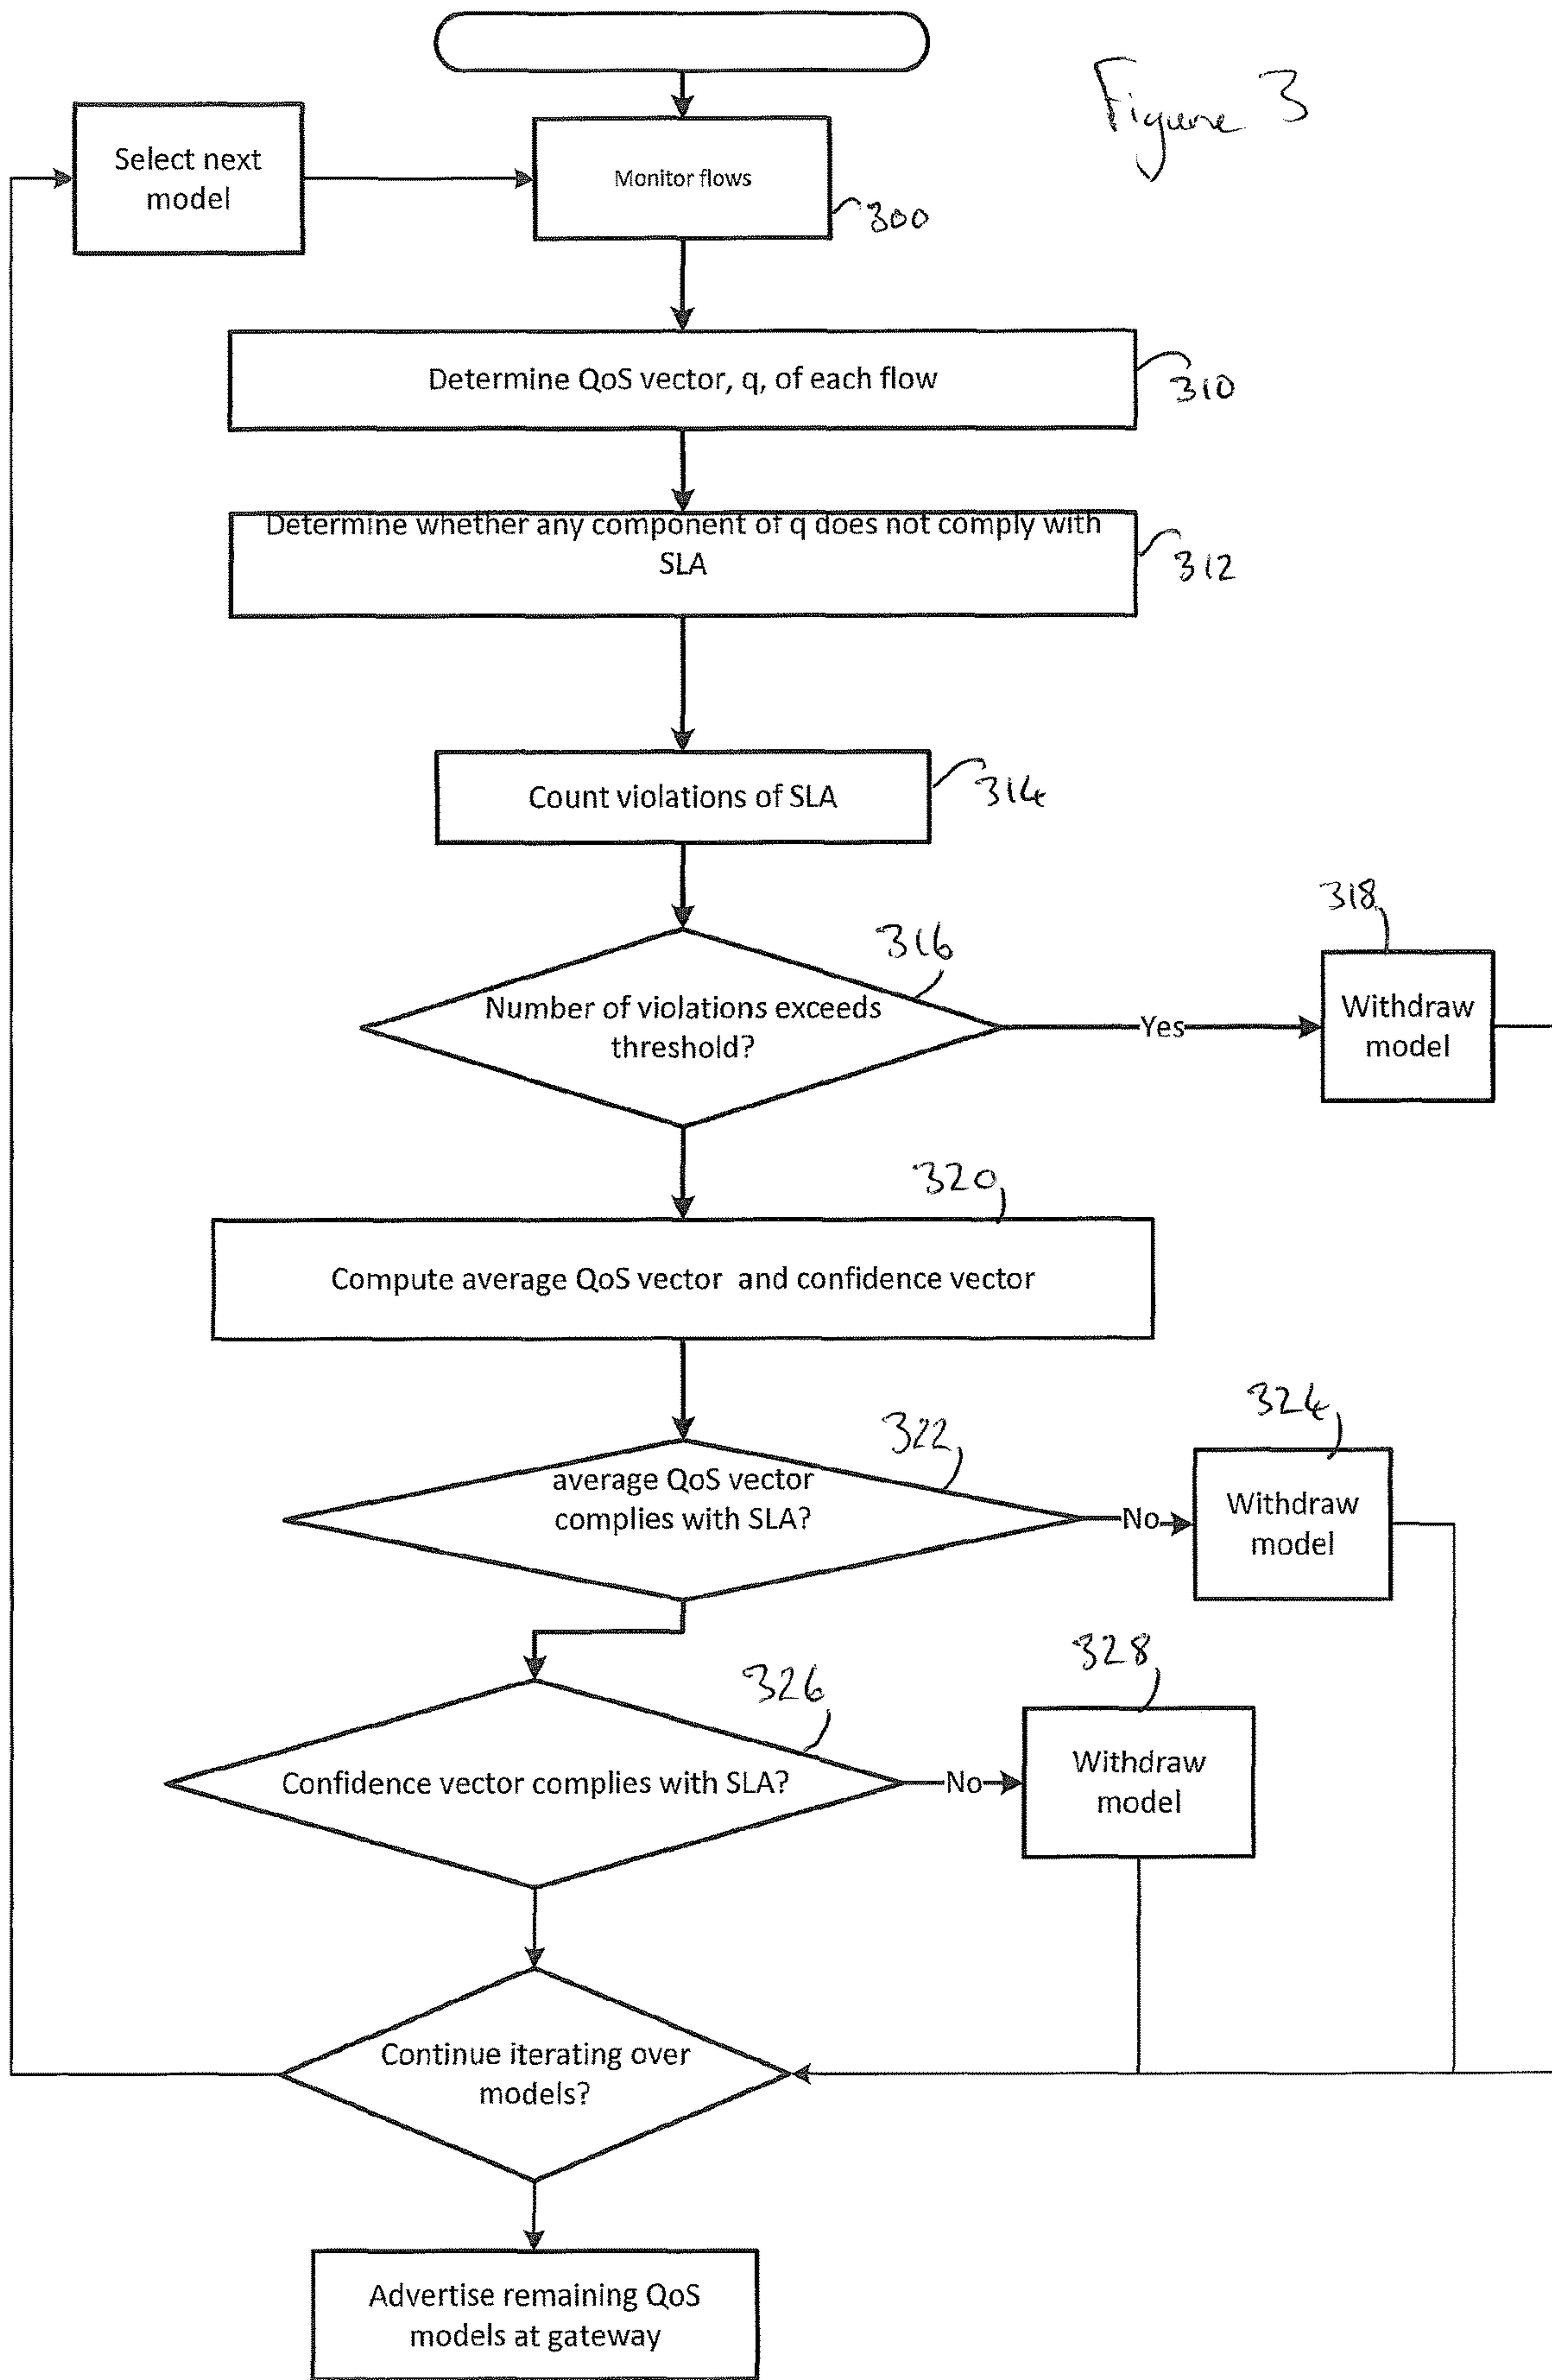 Figure 3
Select next
model
Monitor flows
300
Determine QoS vector, q, of each flow
310
Determine whether any component of q does not comply with
SLA
312
Count violations of SLA
314
316
318
Number of violations exceeds
threshold?
Yes
Withdraw
model
320
Compute average QoS vector and confidence vector
322
324
average QoS vector
complies with SLA?
No
Withdraw
model
326
328
Confidence vector complies with SLA?
No
Withdraw
model
Continue iterating over
models?
Advertise remaining QoS
models at gateway